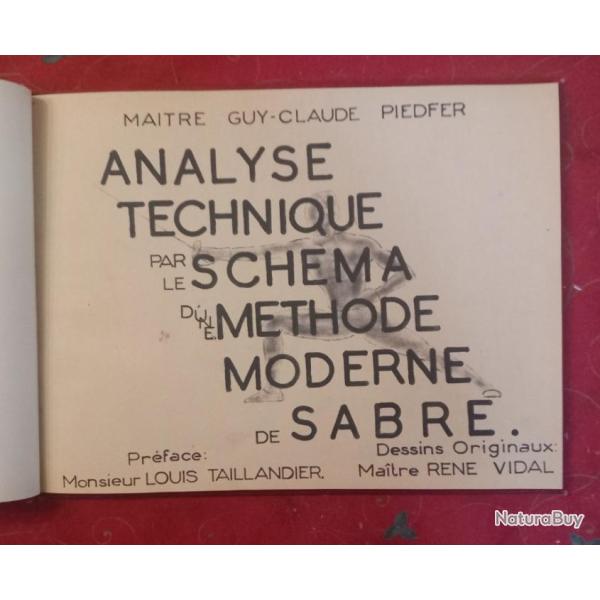 MAITRE GUY-CLAUDE PIEDFER
ANALYSE
TECHNIQUE
PAR LE SCHEMA
D'UNE METHODE
MODERNE
DE SABRE.
Préface:
Monsieur LOUIS TAILLANDIER.
Dessins Originaux:
Maître RENE VIDAL
NaturaBuy